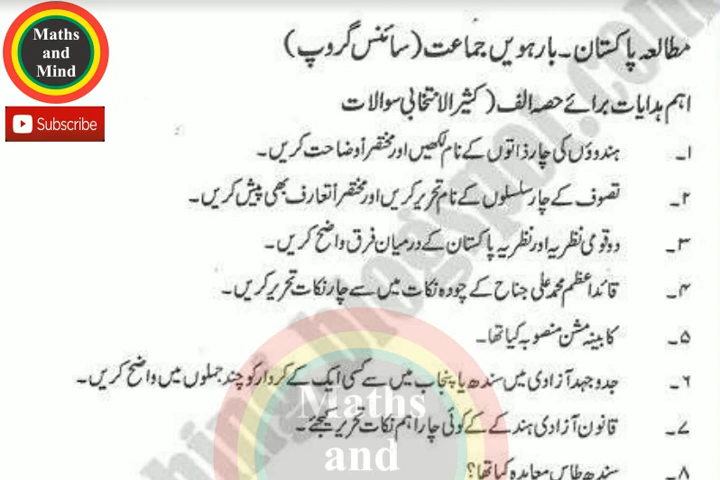 Maths
and
Mind
Subscribe
مطالعہ پاکستان۔ بارہویں جماعت (سائنس گروپ)
اہم ہدایات برائے حصہ الف (کثیر الانتخابی سوالات
۱۔ ہندوؤں کی چار ذاتوں کے نام لکھیں اور مختصراً وضاحت کریں۔
۲۔ تصوف کے چار سلسلوں کے نام تحریر کریں اور مختصراً تعارف بھی پیش کریں۔
۳۔ دو قومی نظریہ اور نظریہ پاکستان کے درمیان فرق واضح کریں۔
۴۔ قائداعظم محمد علی جناح کے چودہ نکات میں سے چار نکات تحریر کریں۔
۵۔ کابینہ مشن منصوبہ کیا تھا۔
۶۔ جدوجہد آزادی میں سندھ یا پنجاب میں سے کسی ایک کے کردار کو چند جملوں میں واضح کریں۔
۷۔ قانون آزادی ہند کے کے کوئی چار اہم نکات تحریر کیجئے۔
۸۔ سندھ طاس معاہدہ کیا تھا؟
Maths
and